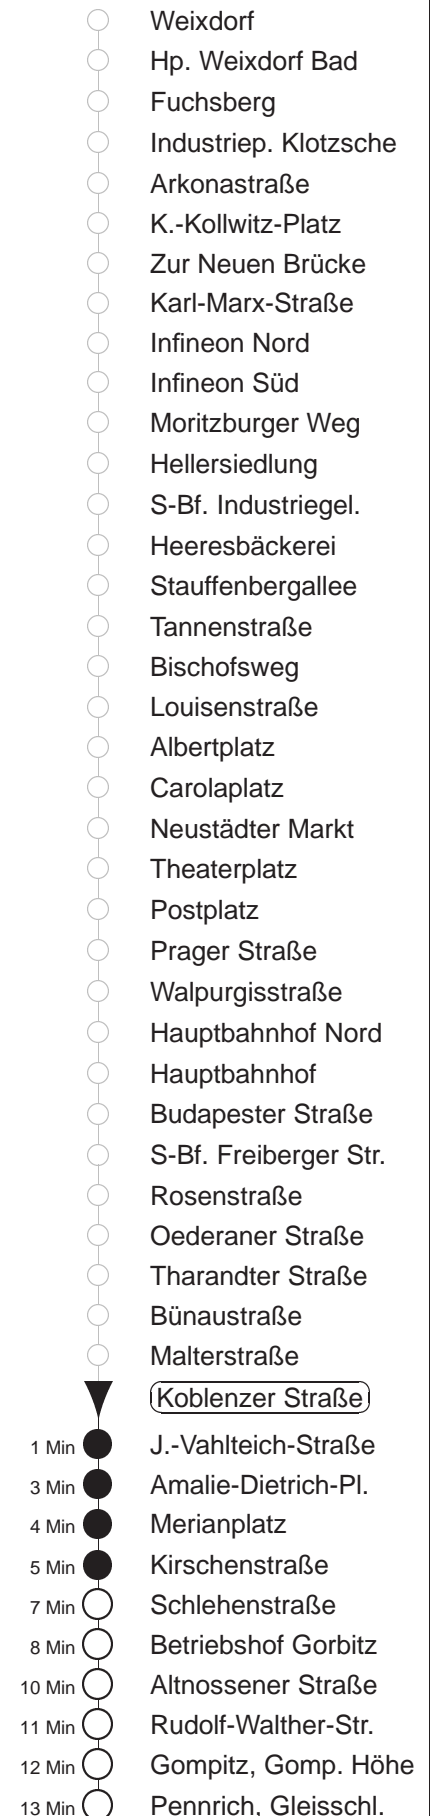 Weixdorf
Hp. Weixdorf Bad
Fuchsberg
Industriep. Klotzsche
Arkonastraße
K.-Kollwitz-Platz
Zur Neuen Brücke
Karl-Marx-Straße
Infineon Nord
Infineon Süd
Moritzburger Weg
Hellersiedlung
S-Bf. Industriegel.
Heeresbäckerei
Stauffenbergallee
Tannenstraße
Bischofsweg
Louisenstraße
Albertplatz
Carolaplatz
Neustädter Markt
Theaterplatz
Postplatz
Prager Straße
Walpurgisstraße
Hauptbahnhof Nord
Hauptbahnhof
Budapester Straße
S-Bf. Freiberger Str.
Rosenstraße
Oederaner Straße
Tharandter Straße
Bünaustraße
Malterstraße
Koblenzer Straße
1 Min J.-Vahlteich-Straße
3 Min Amalie-Dietrich-Pl.
4 Min Merianplatz
5 Min Kirschenstraße
7 Min Schlehenstraße
8 Min Betriebshof Gorbitz
10 Min Altnossener Straße
11 Min Rudolf-Walther-Str.
12 Min Gompitz, Gomp. Höhe
13 Min Pennrich, Gleisschl.